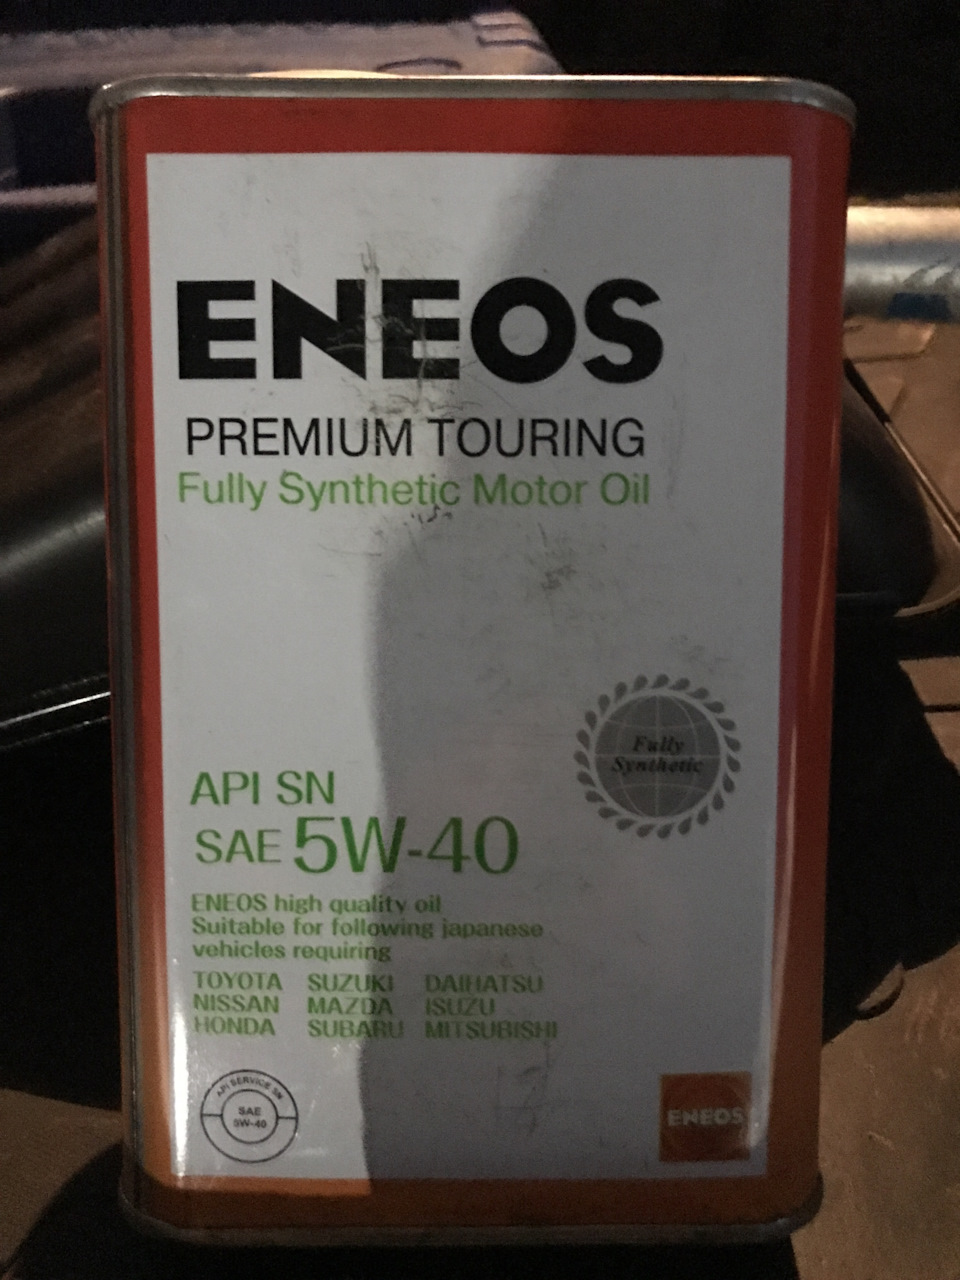 ENEOS
PREMIUM TOURING
Fully Synthetic Motor Oil
Fully
Synthetic
API SN
SAE 5W-40
ENEOS high quality oil
Suitable for following japanese
vehicles requiring
TOYOTA SUZUKI DAIHATSU
NISSAN MAZDA ISUZU
HONDA SUBARU MITSUBISHI
API SERVICE SN
SAE
5W-40
ENEOS